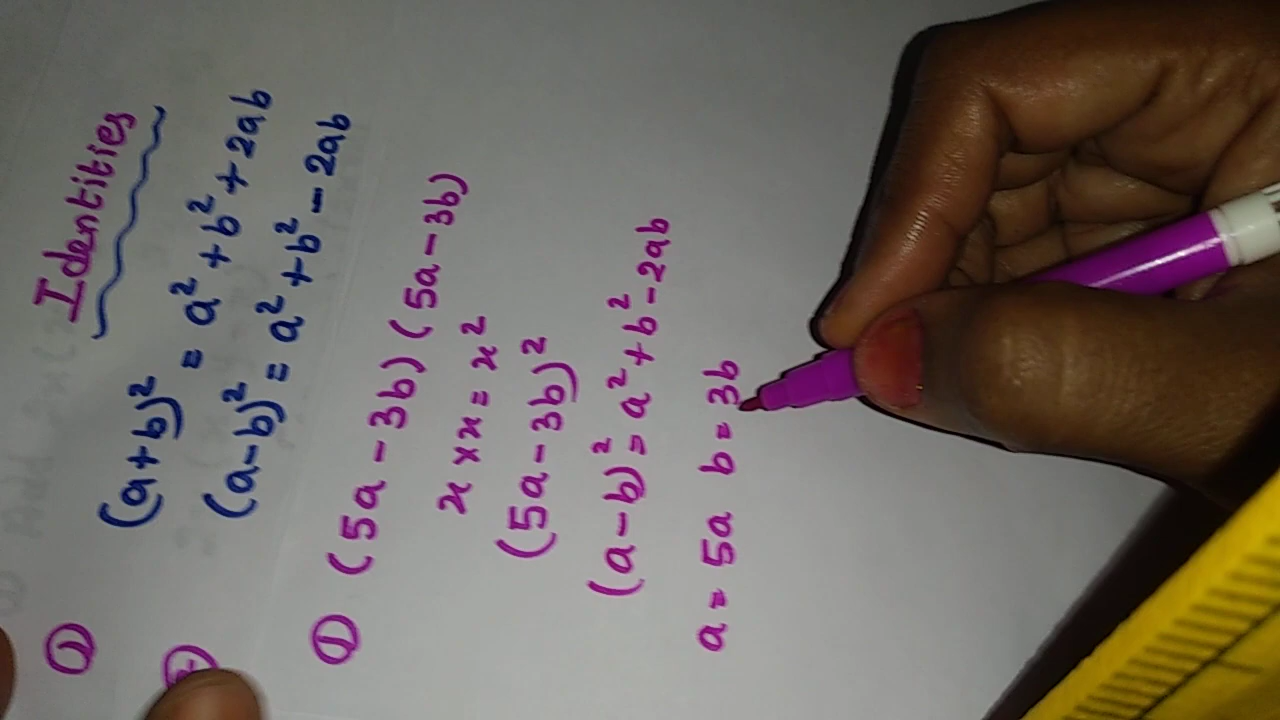 Identities
① (a+b)² = a² + b² + 2ab
(a-b)² = a² + b² - 2ab
① (5a - 3b) (5a - 3b)
x × x = x²
(5a - 3b)²
(a-b)² = a² + b² - 2ab
a = 5a b = 3b